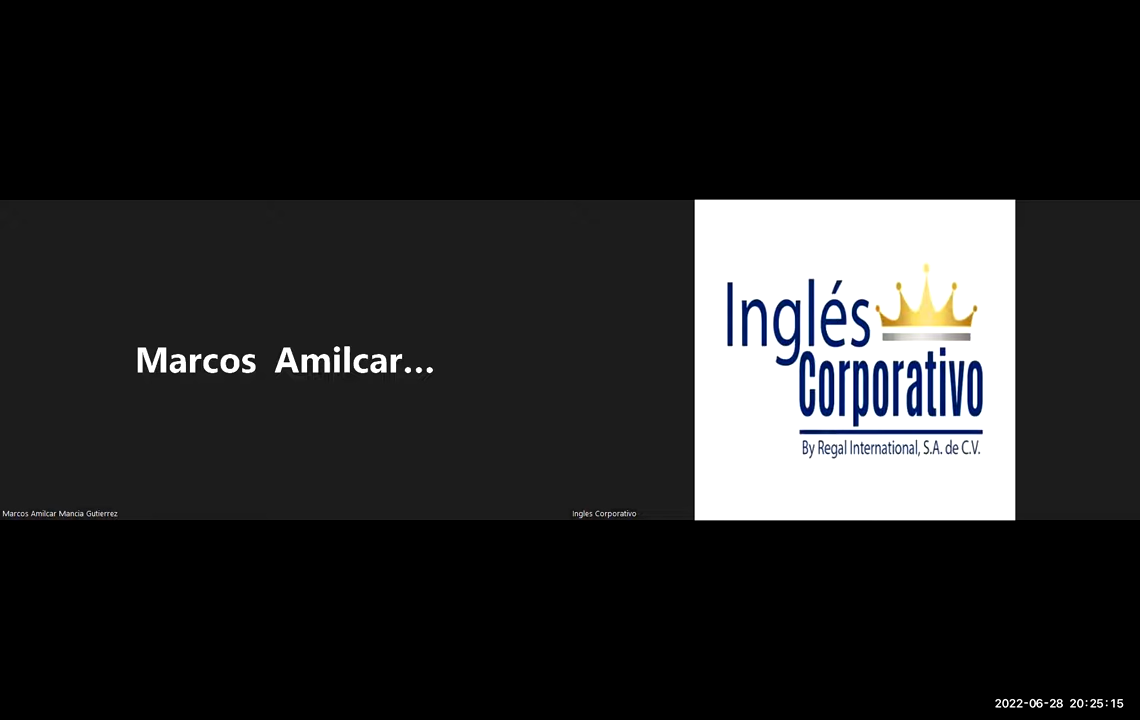 Marcos Amilcar...
Marcos Amilcar Mancia Gutierrez
Inglés
Corporativo
By Regal International, S.A. de C.V.
Ingles Corporativo
2022-06-28 20:25:15